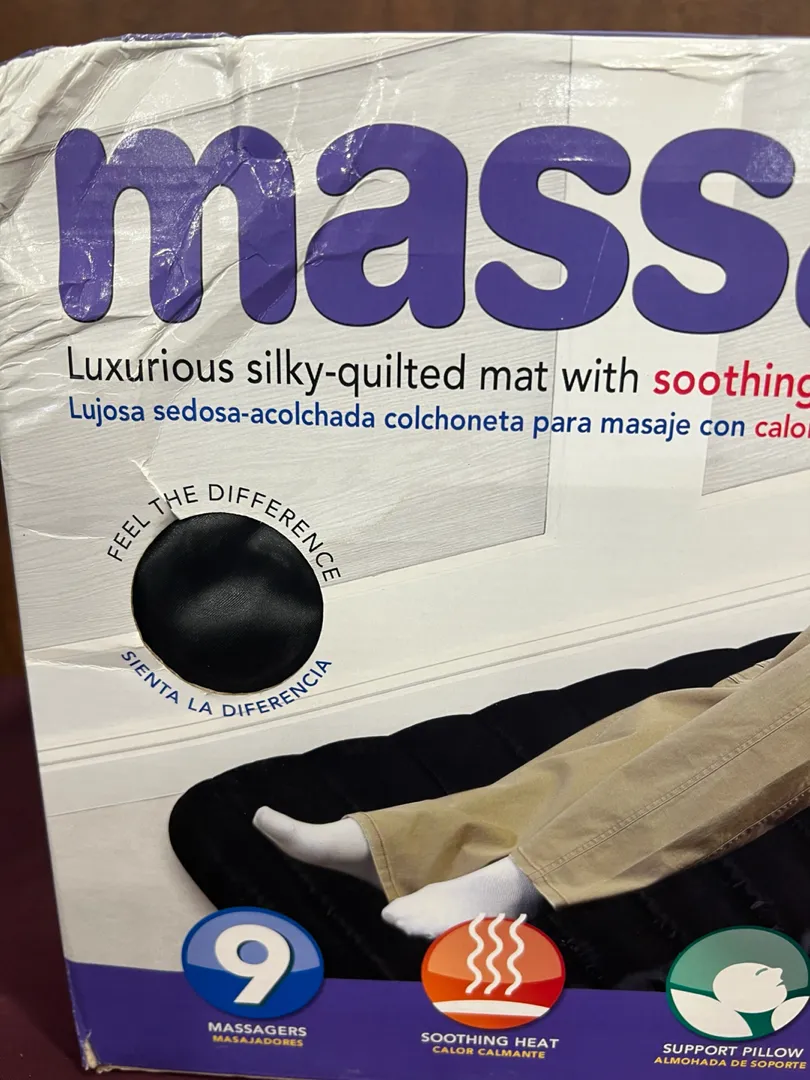 mass
Luxurious silky-quilted mat with soothing
Lujosa sedosa-acolchada colchoneta para masaje con calor
FEEL THE DIFFERENCE
SIENTA LA DIFERENCIA
9
MASSAGERS
MASAJADORES
SOOTHING HEAT
CALOR CALMANTE
SUPPORT PILLOW
ALMOHADA DE SOPORTE